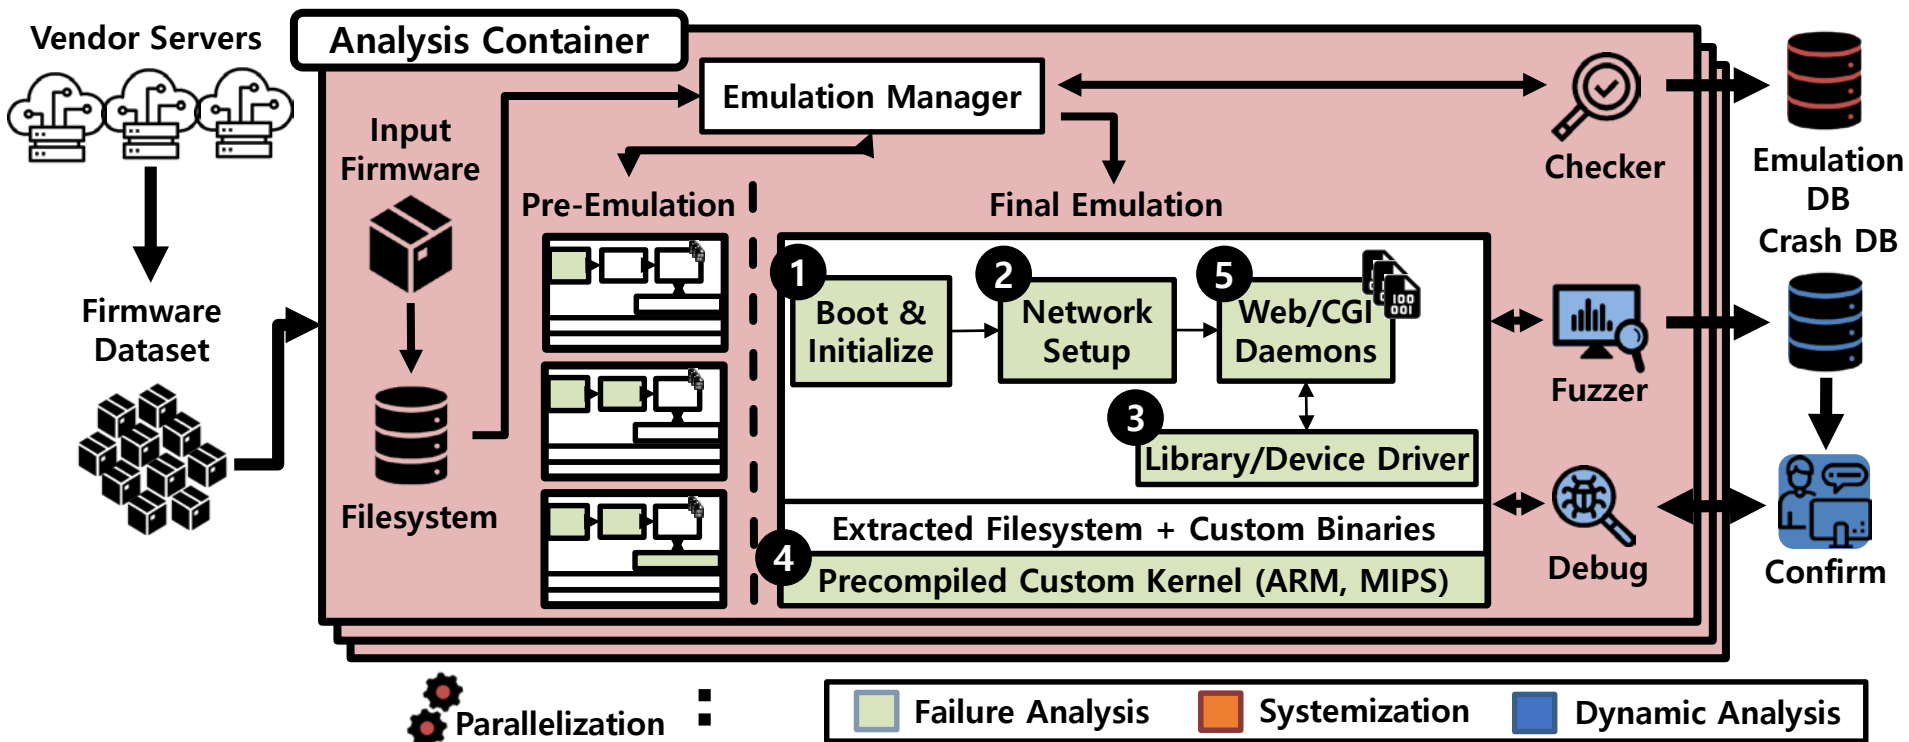 Vendor Servers
Analysis Container
Emulation Manager
Input
Firmware
Checker
Emulation
DB
Crash DB
Pre-Emulation
Final Emulation
Firmware
Dataset
1
Boot &
Initialize
2
Network
Setup
5
Web/CGI
Daemons
100
001
3
Library/Device Driver
Fuzzer
Filesystem
Extracted Filesystem + Custom Binaries
4
Precompiled Custom Kernel (ARM, MIPS)
Debug
Confirm
Parallelization :
Failure Analysis
Systemization
Dynamic Analysis